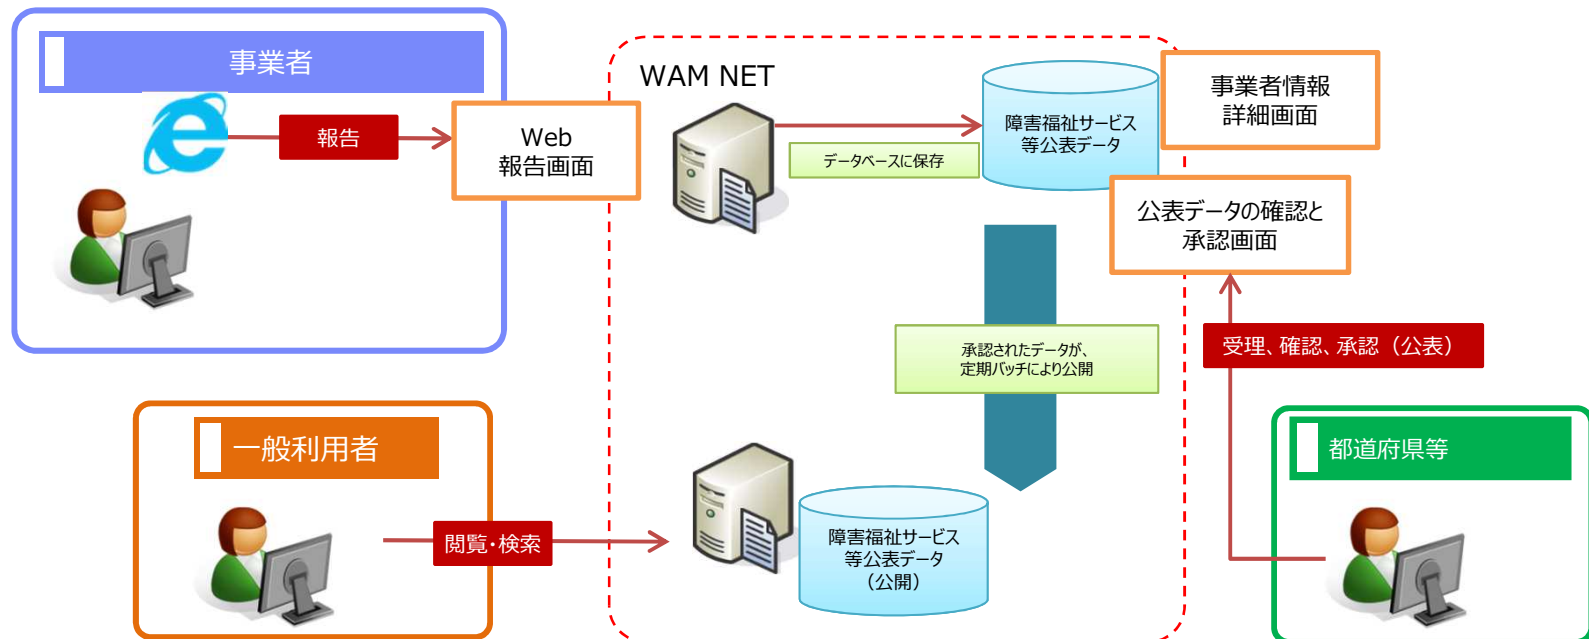 事業者
報告
Web
報告画面
WAM NET
データベースに保存
障害福祉サービス
等公表データ
事業者情報
詳細画面
公表データの確認と
承認画面
承認されたデータが、
定期バッチにより公開
受理、確認、承認（公表）
一般利用者
閲覧・検索
障害福祉サービス
等公表データ
（公開）
都道府県等